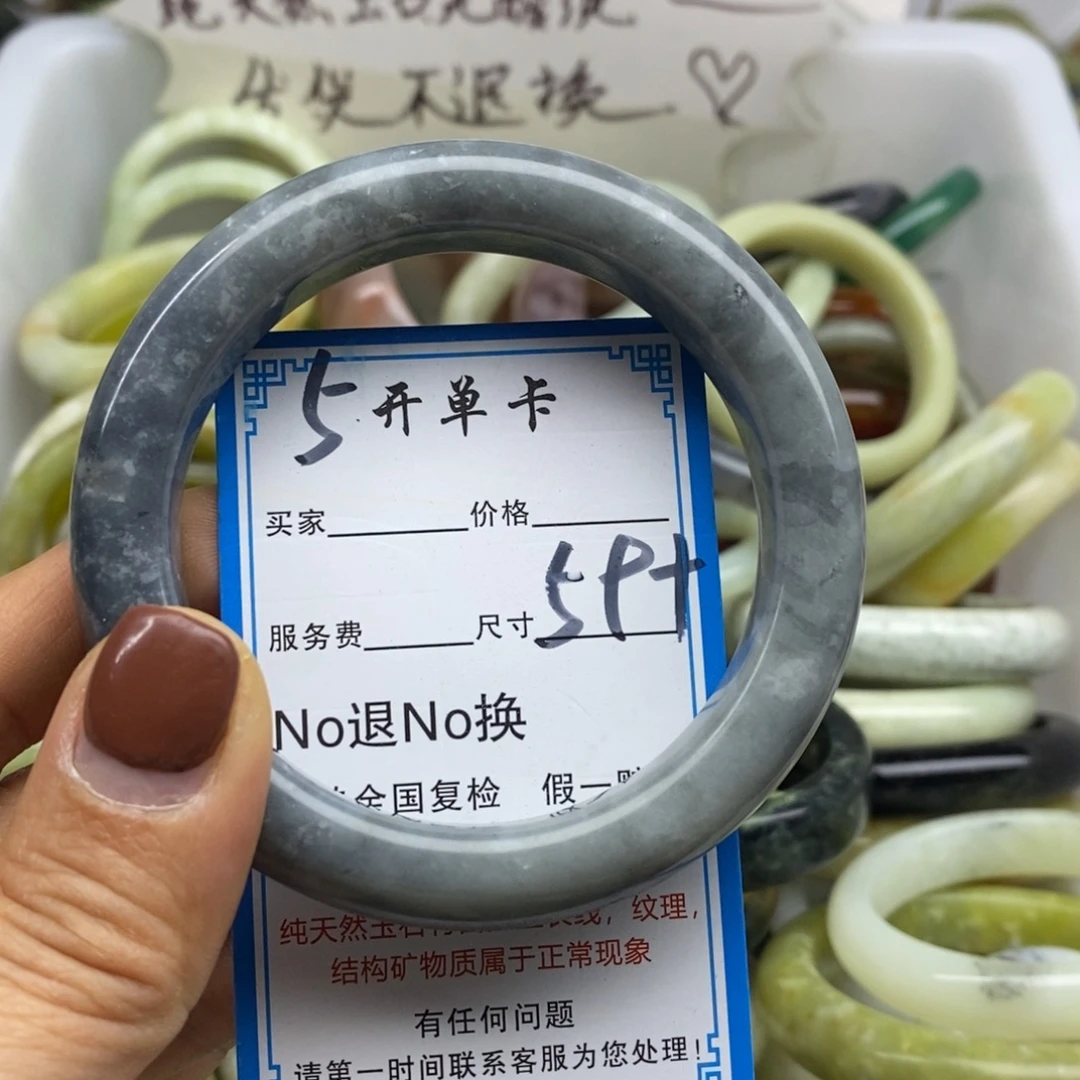 不退换
5 开单卡
买家 价格
服务费 尺寸 59+
No退No换
全国复检 假一
纯天然玉石 纹理,
结构矿物质属于正常现象
有任何问题
请第一时间联系客服为您处理!